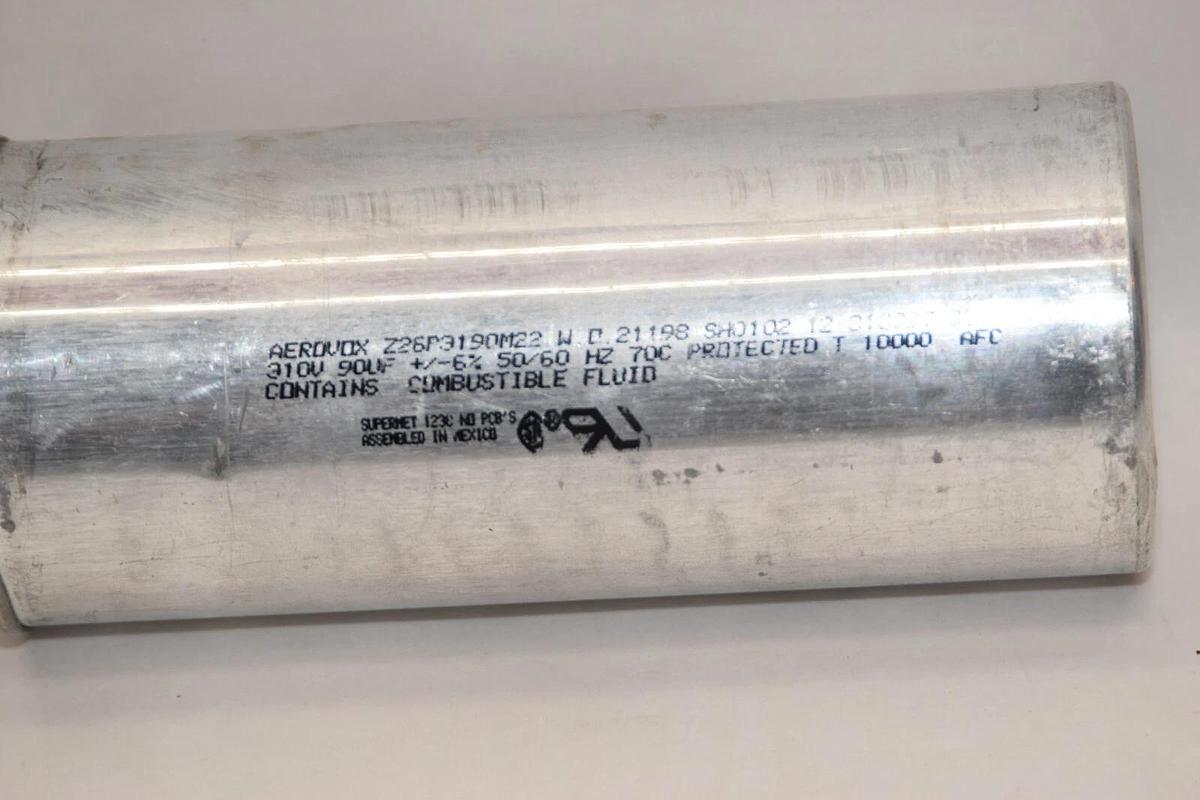 AEROVOX Z26P3190M22 W.O.21198 SHO102
310V 90UF +/-6% 50/60 HZ 70C PROTECTED T 10000 AFC
CONTAINS COMBUSTIBLE FLUID
SUPERMET 123C NO PCB'S
ASSEMBLED IN MEXICO